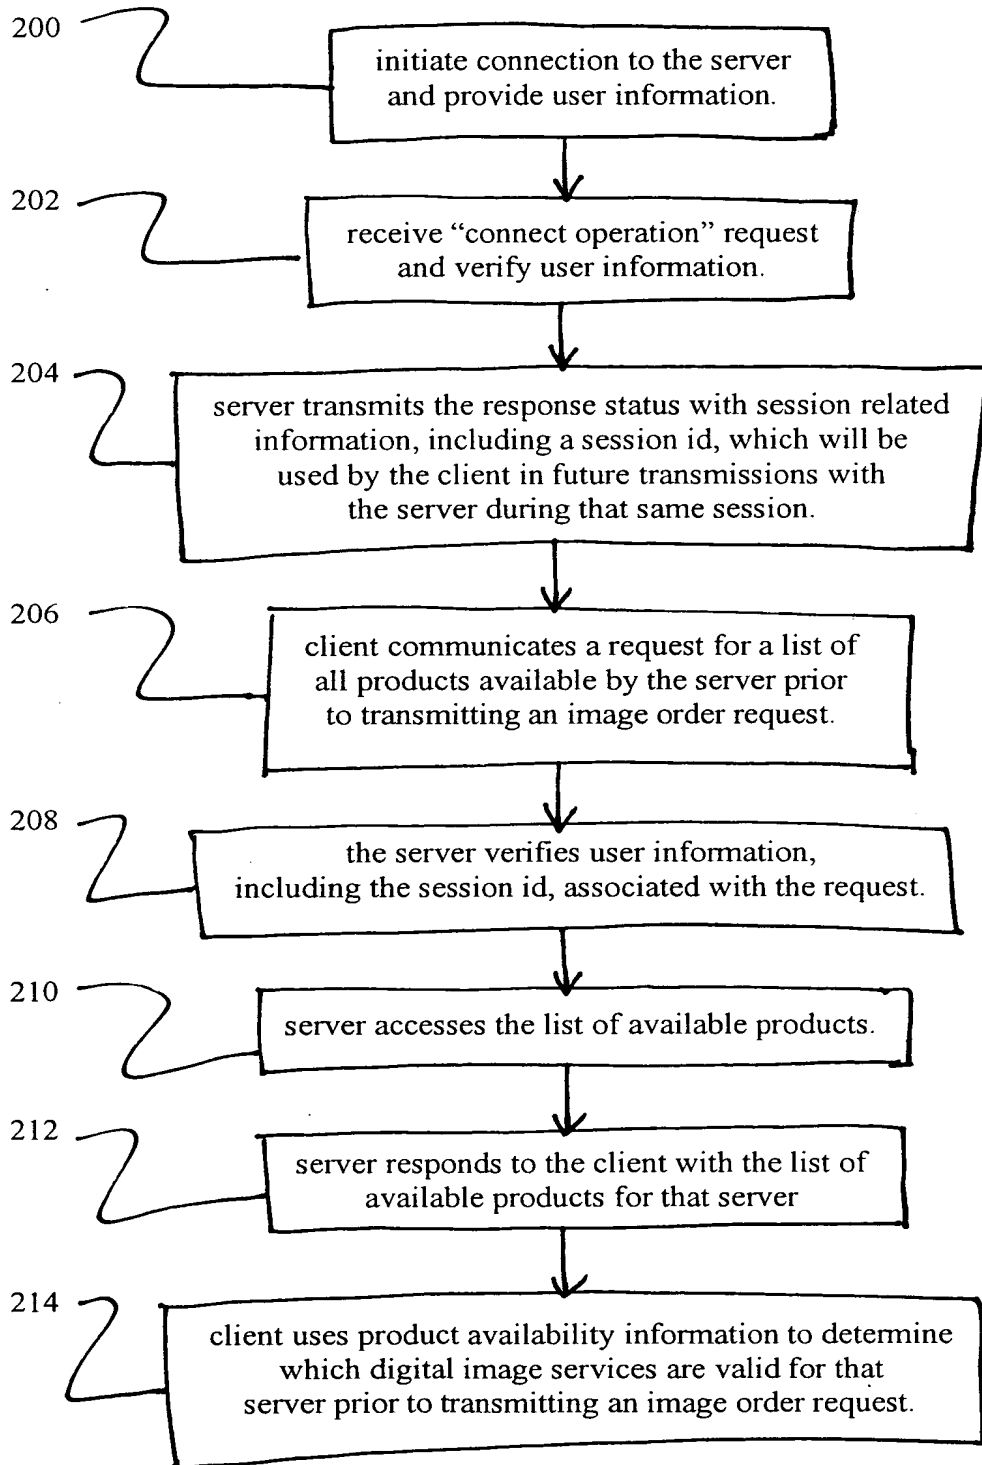 200
initiate connection to the server
and provide user information.
202
receive “connect operation” request
and verify user information.
204
server transmits the response status with session related
information, including a session id, which will be
used by the client in future transmissions with
the server during that same session.
206
client communicates a request for a list of
all products available by the server prior
to transmitting an image order request.
208
the server verifies user information,
including the session id, associated with the request.
210
server accesses the list of available products.
212
server responds to the client with the list of
available products for that server
214
client uses product availability information to determine
which digital image services are valid for that
server prior to transmitting an image order request.